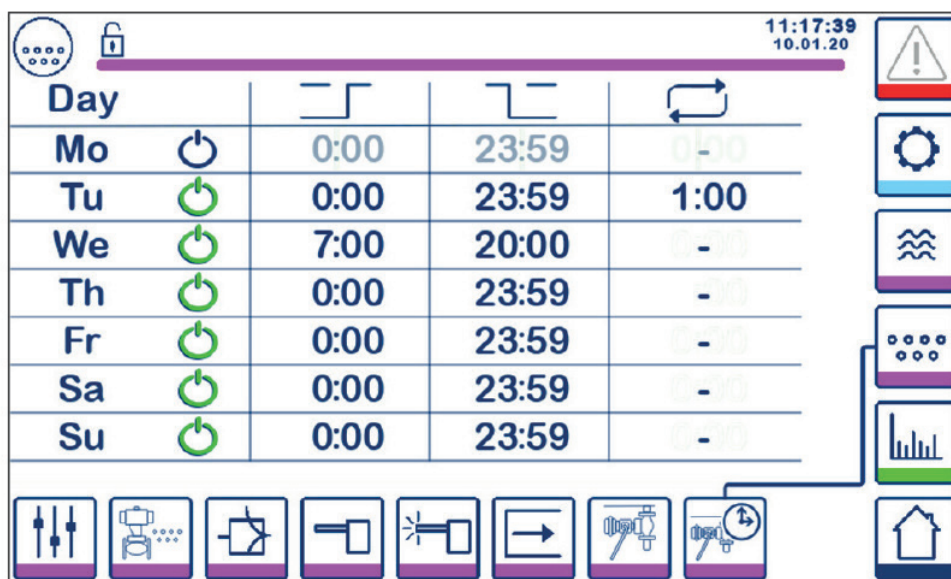 11:17:39
10.01.20
Day
Mo 0:00 23:59 -
Tu 0:00 23:59 1:00
We 7:00 20:00 -
Th 0:00 23:59 -
Fr 0:00 23:59 -
Sa 0:00 23:59 -
Su 0:00 23:59 -